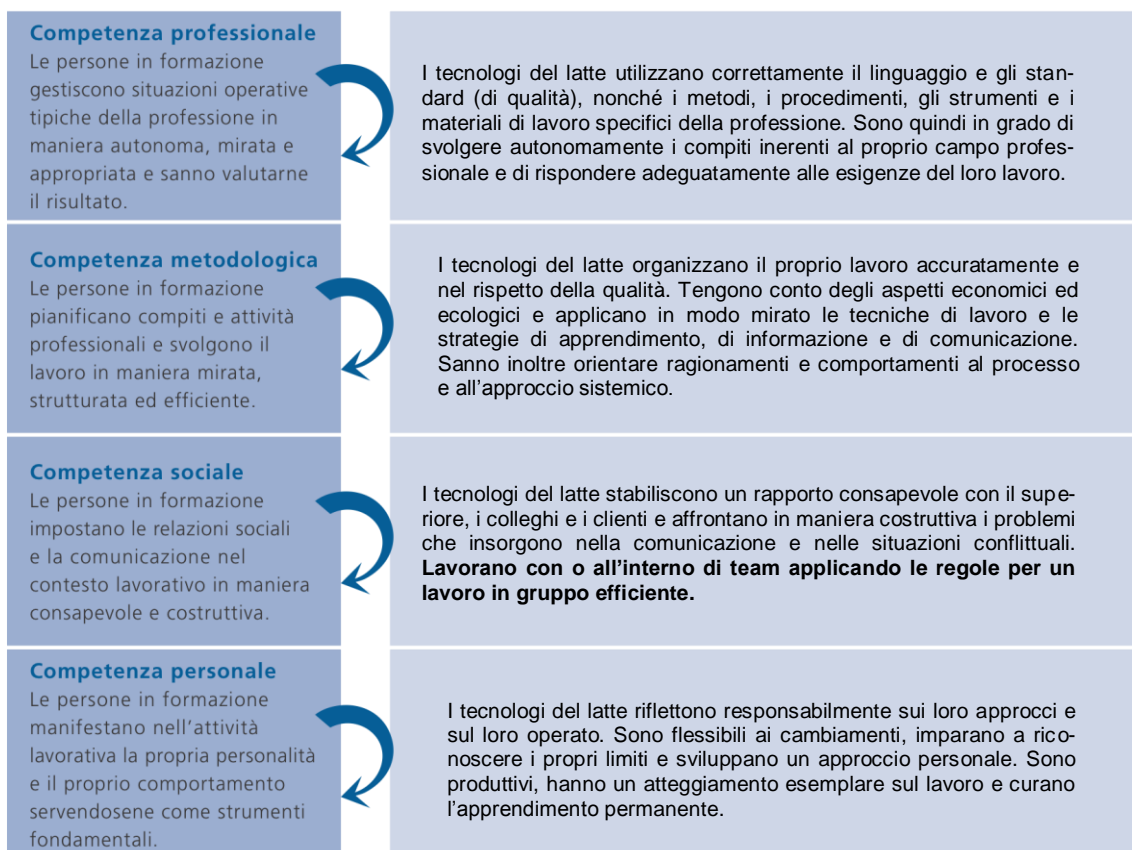 Competenza professionale
Le persone in formazione
gestiscono situazioni operative
tipiche della professione in
maniera autonoma, mirata e
appropriata e sanno valutarne
il risultato.
I tecnologi del latte utilizzano correttamente il linguaggio e gli stan-
dard (di qualità), nonché i metodi, i procedimenti, gli strumenti e i
materiali di lavoro specifici della professione. Sono quindi in grado di
svolgere autonomamente i compiti inerenti al proprio campo profes-
sionale e di rispondere adeguatamente alle esigenze del loro lavoro.
Competenza metodologica
Le persone in formazione
pianificano compiti e attività
professionali e svolgono il
lavoro in maniera mirata,
strutturata ed efficiente.
I tecnologi del latte organizzano il proprio lavoro accuratamente e
nel rispetto della qualità. Tengono conto degli aspetti economici ed
ecologici e applicano in modo mirato le tecniche di lavoro e le
strategie di apprendimento, di informazione e di comunicazione.
Sanno inoltre orientare ragionamenti e comportamenti al processo
e all'approccio sistemico.
Competenza sociale
Le persone in formazione
impostano le relazioni sociali
e la comunicazione nel
contesto lavorativo in maniera
consapevole e costruttiva.
I tecnologi del latte stabiliscono un rapporto consapevole con il supe-
riore, i colleghi e i clienti e affrontano in maniera costruttiva i problemi
che insorgono nella comunicazione e nelle situazioni conflittuali.
Lavorano con o all'interno di team applicando le regole per un
lavoro in gruppo efficiente.
Competenza personale
Le persone in formazione
manifestano nell'attività
lavorativa la propria personalità
e il proprio comportamento
servendosene come strumenti
fondamentali.
I tecnologi del latte riflettono responsabilmente sui loro approcci e
sul loro operato. Sono flessibili ai cambiamenti, imparano a rico-
noscere i propri limiti e sviluppano un approccio personale. Sono
produttivi, hanno un atteggiamento esemplare sul lavoro e curano
l'apprendimento permanente.